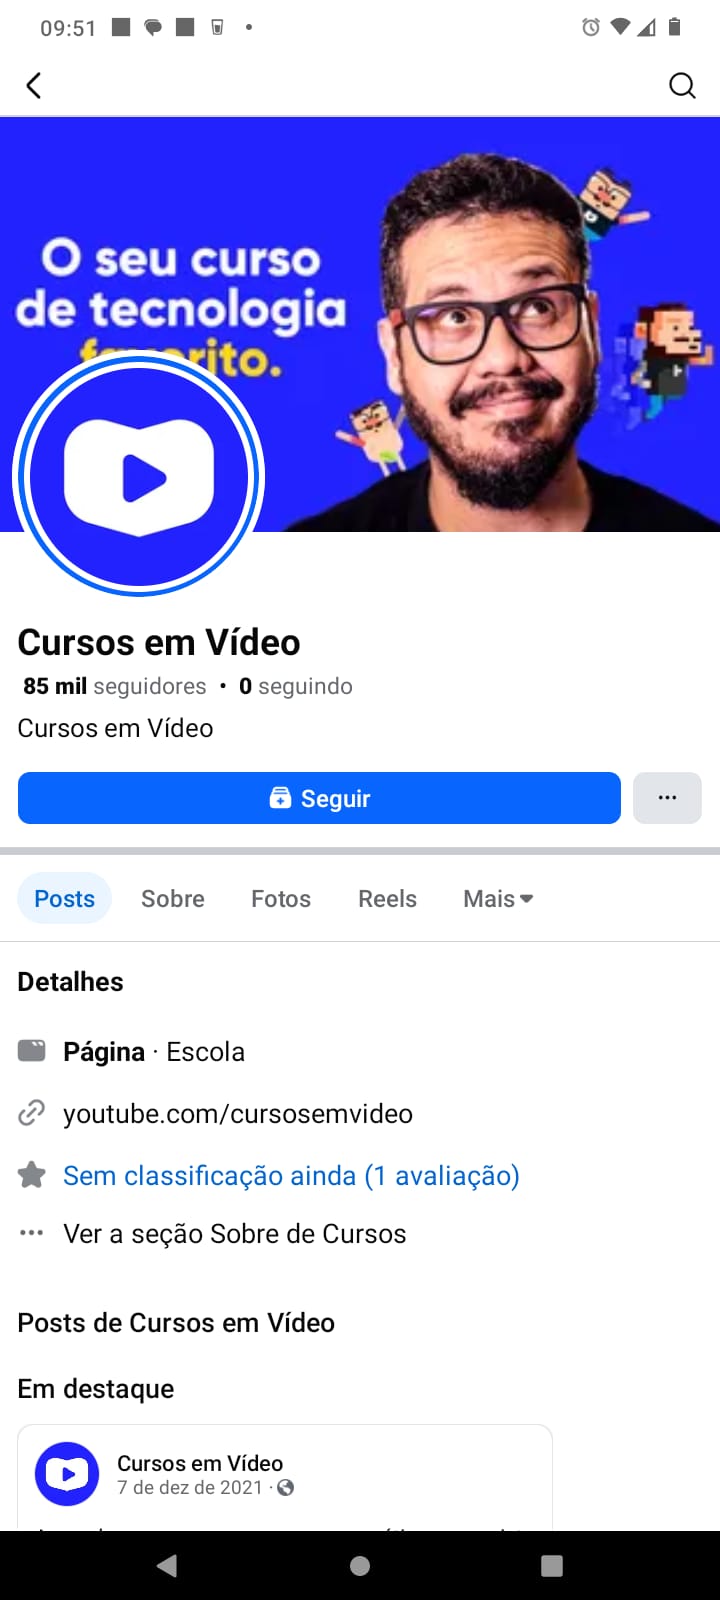 09:51
O seu curso
de tecnologia
Cursos em Vídeo
85 mil seguidores • 0 seguindo
Cursos em Vídeo
Seguir
Posts Sobre Fotos Reels Mais
Detalhes
Página · Escola
youtube.com/cursosemvideo
Sem classificação ainda (1 avaliação)
Ver a seção Sobre de Cursos
Posts de Cursos em Vídeo
Em destaque
Cursos em Vídeo
7 de dez de 2021 ·